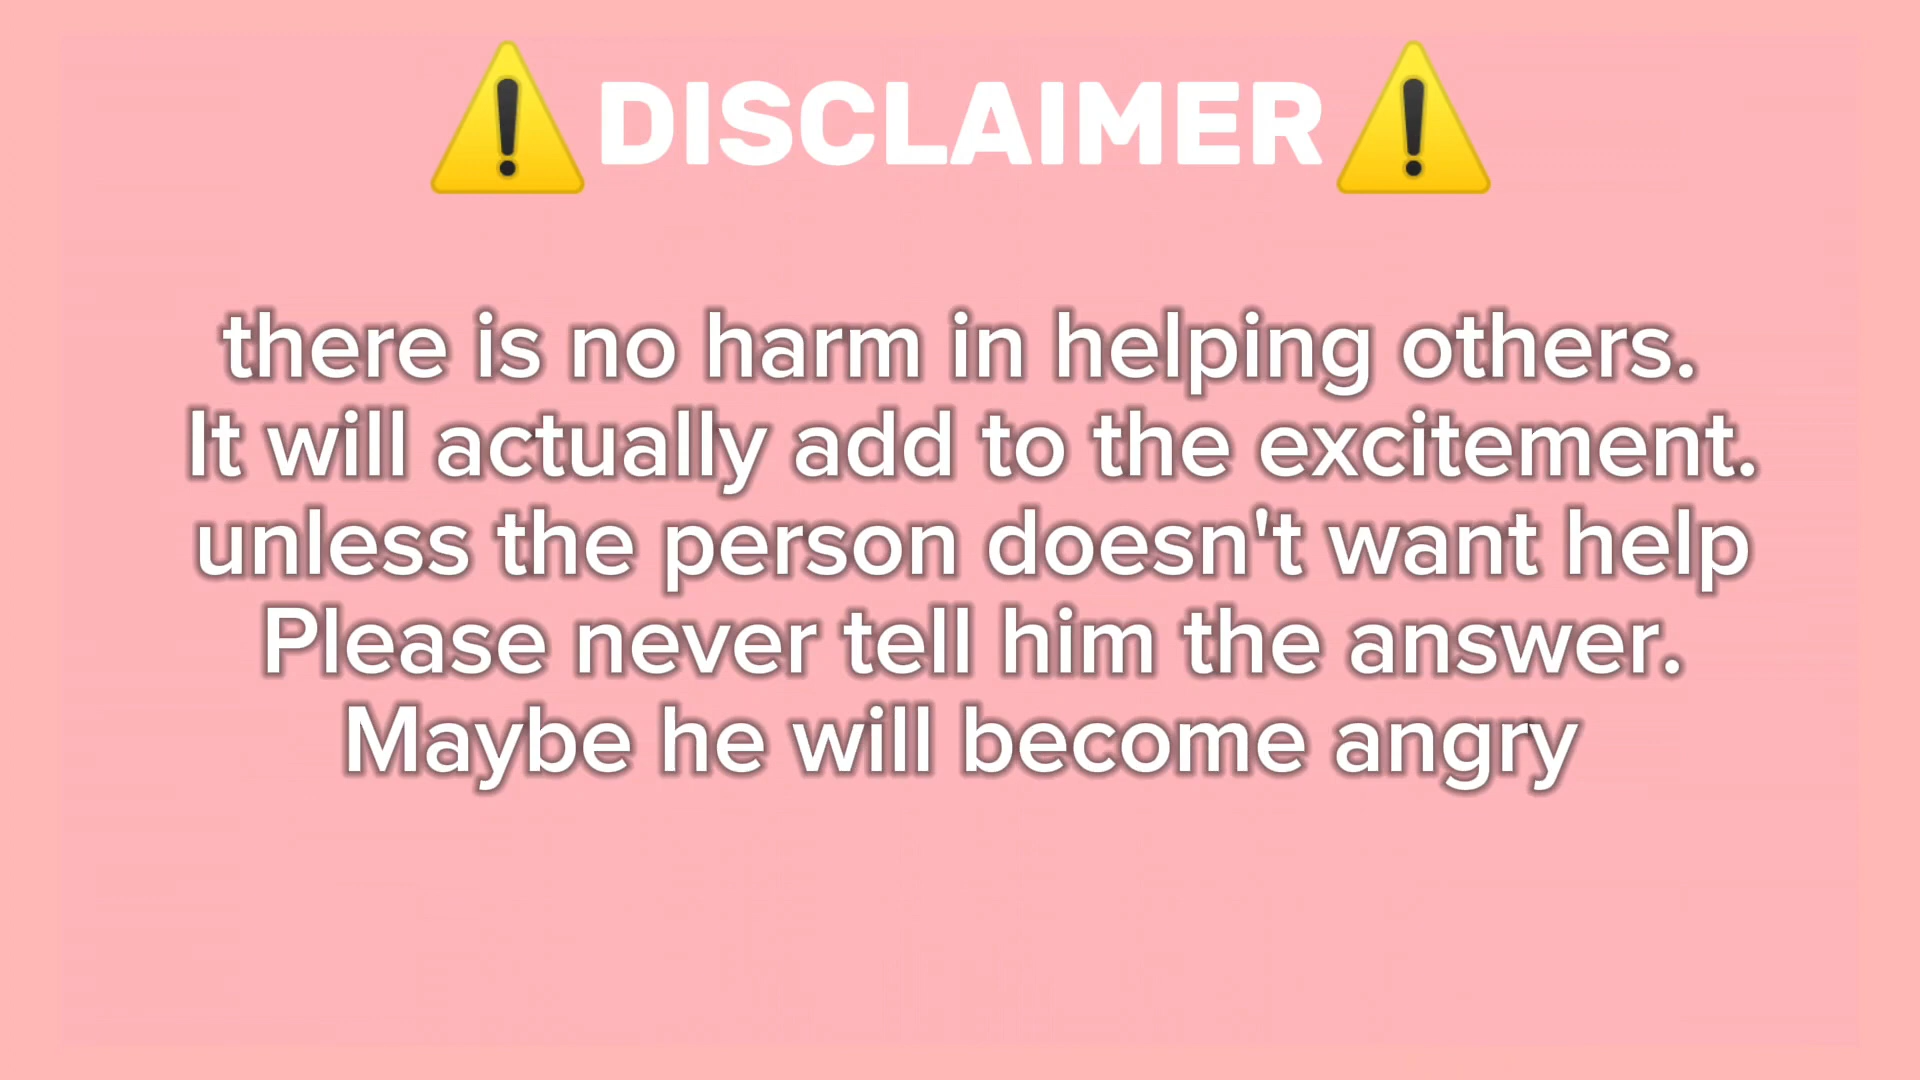 ⚠️DISCLAIMER⚠️
there is no harm in helping others.
It will actually add to the excitement.
unless the person doesn't want help
Please never tell him the answer.
Maybe he will become angry